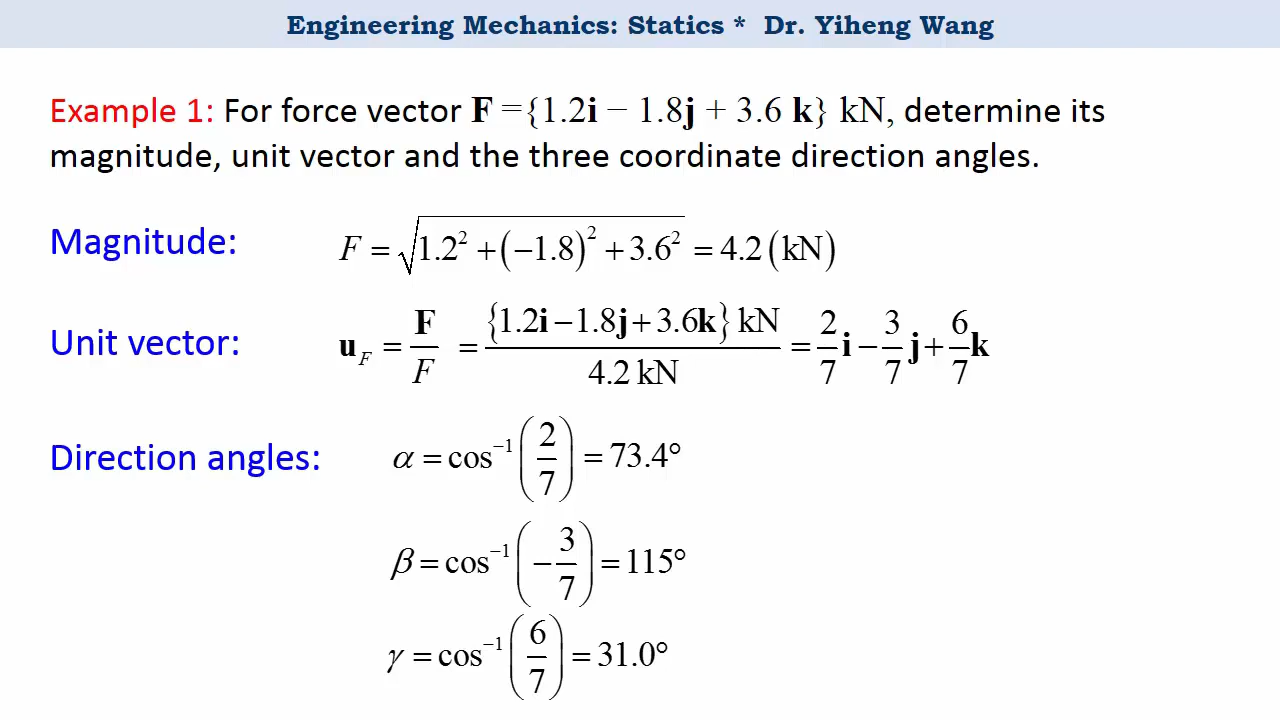 Engineering Mechanics: Statics * Dr. Yiheng Wang
Example 1: For force vector F ={1.2i − 1.8j + 3.6 k} kN, determine its
magnitude, unit vector and the three coordinate direction angles.
Magnitude: F = √(1.2² + (−1.8)² + 3.6²) = 4.2 (kN)
Unit vector: u_F = F/F = {1.2i − 1.8j + 3.6k} kN / 4.2 kN = 2/7 i − 3/7 j + 6/7 k
Direction angles: α = cos⁻¹(2/7) = 73.4°
β = cos⁻¹(−3/7) = 115°
γ = cos⁻¹(6/7) = 31.0°